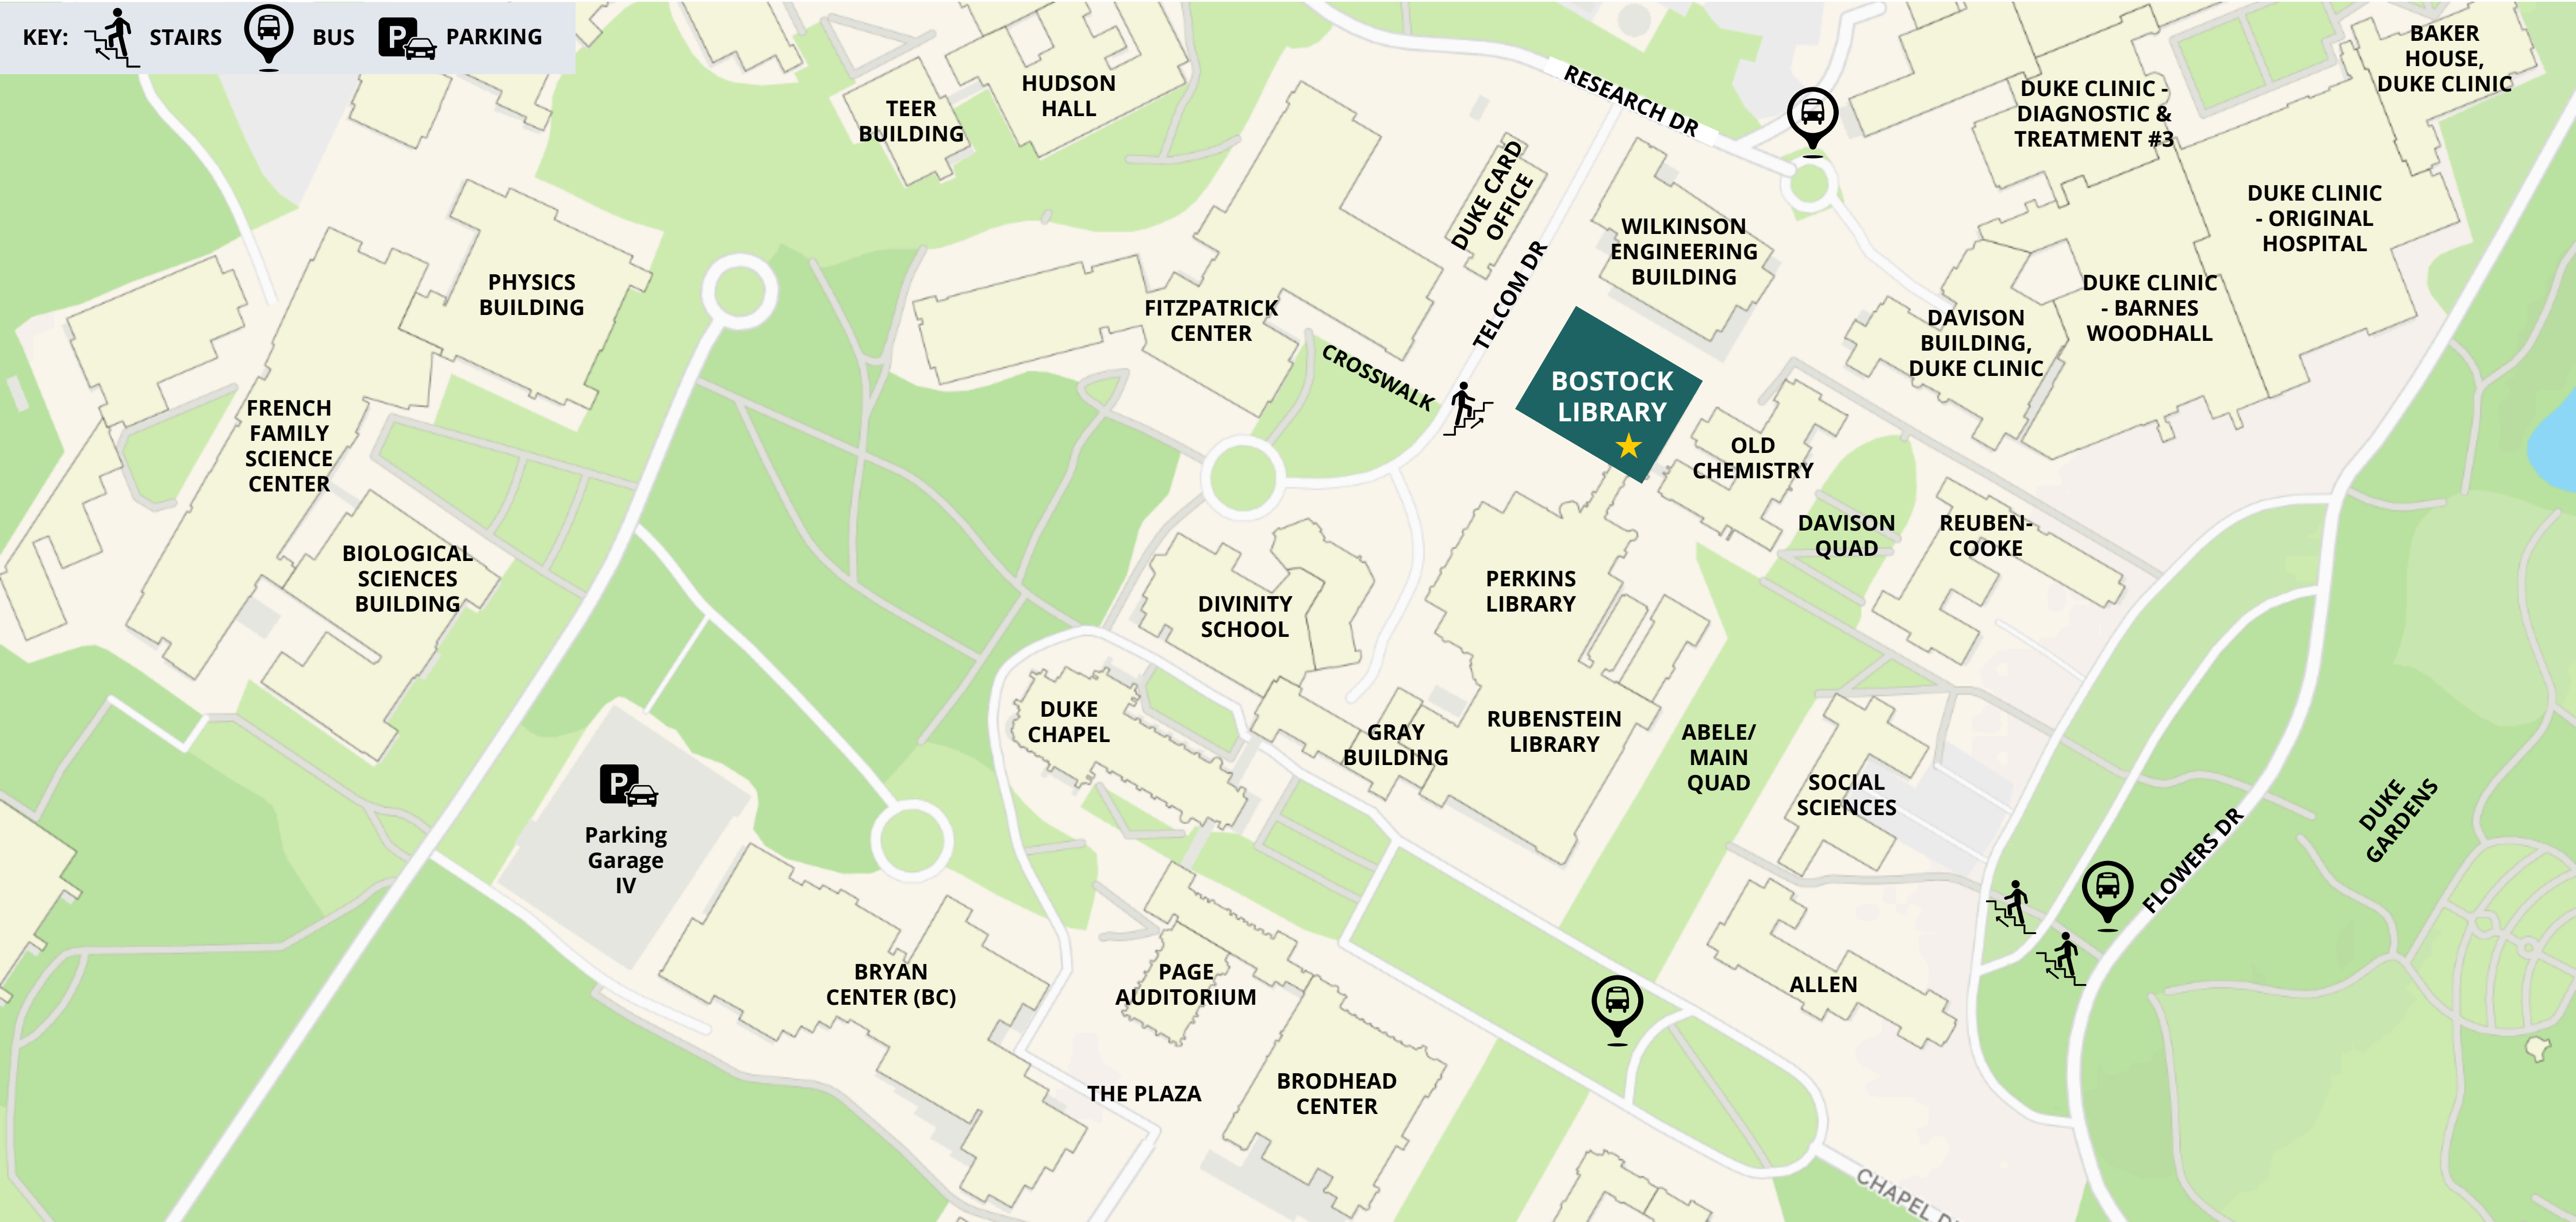 KEY:
STAIRS
BUS
P
PARKING
BAKER
HOUSE,
DUKE CLINIC
DUKE CLINIC -
DIAGNOSTIC &
TREATMENT #3
RESEARCH DR
HUDSON
HALL
TEER
BUILDING
DUKE CARD
OFFICE
WILKINSON
ENGINEERING
BUILDING
DUKE CLINIC
- ORIGINAL
HOSPITAL
PHYSICS
BUILDING
FITZPATRICK
CENTER
TELCOM DR
DUKE CLINIC
- BARNES
WOODHALL
DAVISON
BUILDING,
DUKE CLINIC
CROSSWALK
BOSTOCK
LIBRARY
FRENCH
FAMILY
SCIENCE
CENTER
OLD
CHEMISTRY
DAVISON
QUAD
REUBEN-
COOKE
BIOLOGICAL
SCIENCES
BUILDING
PERKINS
LIBRARY
DIVINITY
SCHOOL
DUKE
CHAPEL
GRAY
BUILDING
RUBENSTEIN
LIBRARY
ABELE/
MAIN
QUAD
SOCIAL
SCIENCES
P
Parking
Garage
IV
DUKE
GARDENS
FLOWERS DR
BRYAN
CENTER (BC)
PAGE
AUDITORIUM
ALLEN
THE PLAZA
BRODHEAD
CENTER
CHAPEL